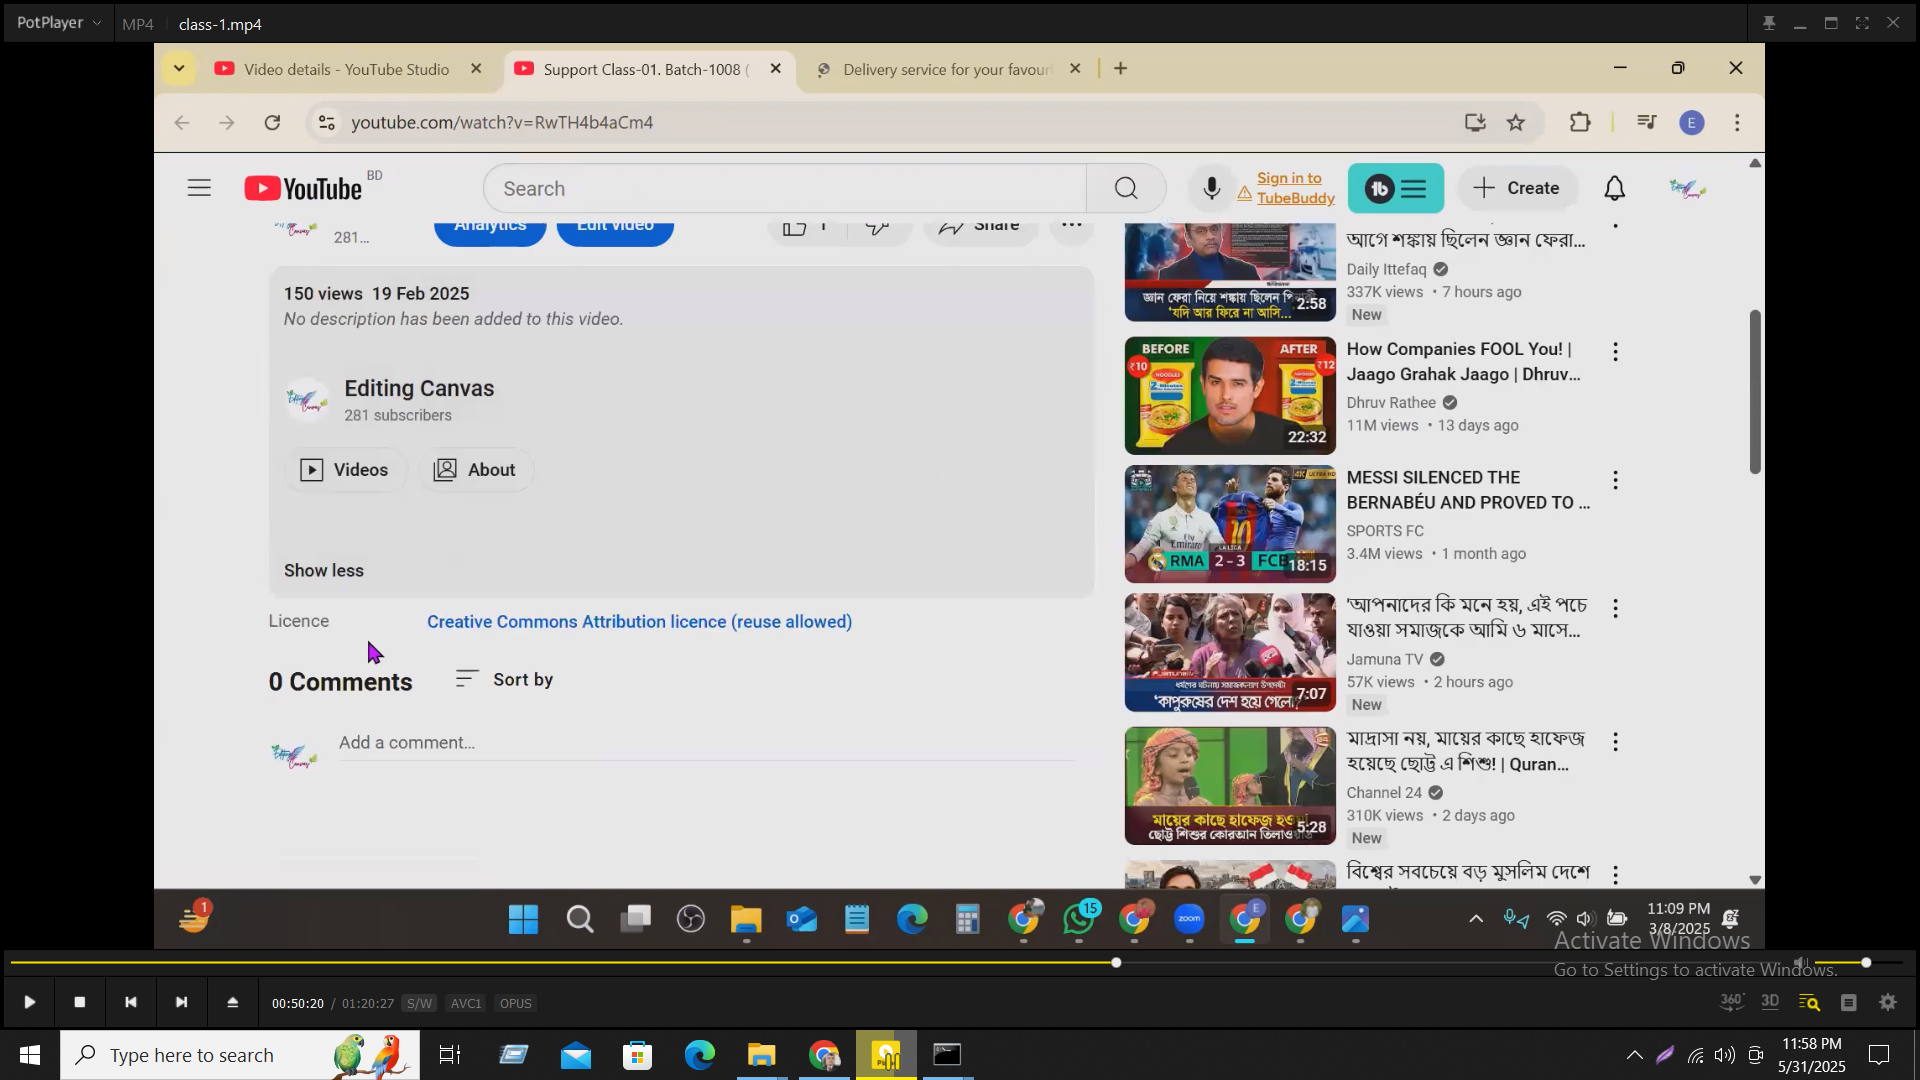 PotPlayer
MP4
class-1.mp4
Video details - YouTube Studio
Support Class-01. Batch-1008 (
Delivery service for your favour
youtube.com/watch?v=RwTH4b4aCm4
E
YouTube BD
Search
Sign in to
TubeBuddy
Create
281...
Analytics
Edit video
1
Share
150 views 19 Feb 2025
No description has been added to this video.
Editing Canvas
281 subscribers
Videos
About
Show less
Licence
Creative Commons Attribution licence (reuse allowed)
0 Comments
Sort by
Add a comment...
2:58
আগে শঙ্কায় ছিলেন জ্ঞান ফেরা...
Daily Ittefaq
337K views • 7 hours ago
New
BEFORE
AFTER
₹10
₹12
22:32
How Companies FOOL You! |
Jaago Grahak Jaago | Dhruv...
Dhruv Rathee
11M views • 13 days ago
RMA 2-3 FCB
18:15
MESSI SILENCED THE
BERNABÉU AND PROVED TO ...
SPORTS FC
3.4M views • 1 month ago
'কাপুরুষের দেশ হয়ে গেলো?
7:07
'আপনাদের কি মনে হয়, এই পচে
যাওয়া সমাজকে আমি ৬ মাসে...
Jamuna TV
57K views • 2 hours ago
New
মায়ের কাছে হাফেজ
5:28
মাদ্রাসা নয়, মায়ের কাছে হাফেজ
হয়েছে ছোট্ট এ শিশু! | Quran...
Channel 24
310K views • 2 days ago
New
বিশ্বের সবচেয়ে বড় মুসলিম দেশে
1
15
zoom
E
11:09 PM
3/8/2025
Activate Windows
Go to Settings to activate Windows.
00:50:20 / 01:20:27 S/W AVC1 OPUS
360°
3D
Type here to search
11:58 PM
5/31/2025